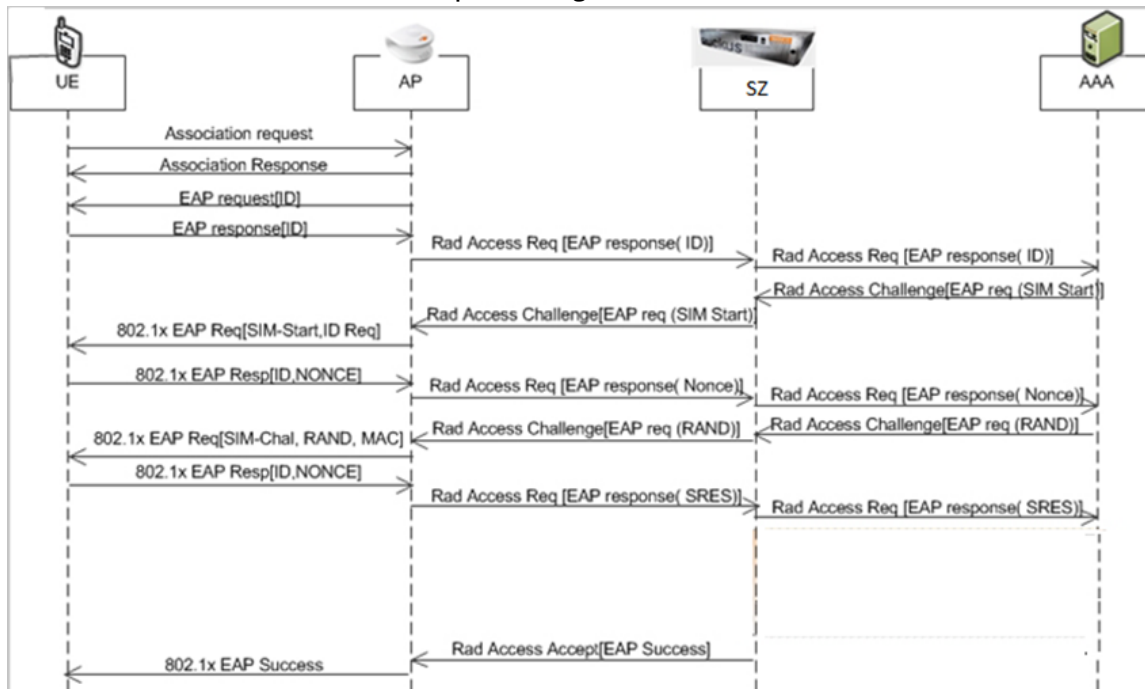 UE
AP
SZ
AAA
Association request
Association Response
EAP request[ID]
EAP response[ID]
Rad Access Req [EAP response( ID)]
Rad Access Req [EAP response( ID)]
Rad Access Challenge[EAP req (SIM Start)]
Rad Access Challenge[EAP req (SIM Start)]
802.1x EAP Req[SIM-Start,ID Req]
802.1x EAP Resp[ID,NONCE]
Rad Access Req [EAP response( Nonce)]
Rad Access Req [EAP response( Nonce)]
Rad Access Challenge[EAP req (RAND)]
Rad Access Challenge[EAP req (RAND)]
802.1x EAP Req[SIM-Chal, RAND, MAC]
802.1x EAP Resp[ID,NONCE]
Rad Access Req [EAP response( SRES)]
Rad Access Req [EAP response( SRES)]
Rad Access Accept[EAP Success]
802.1x EAP Success